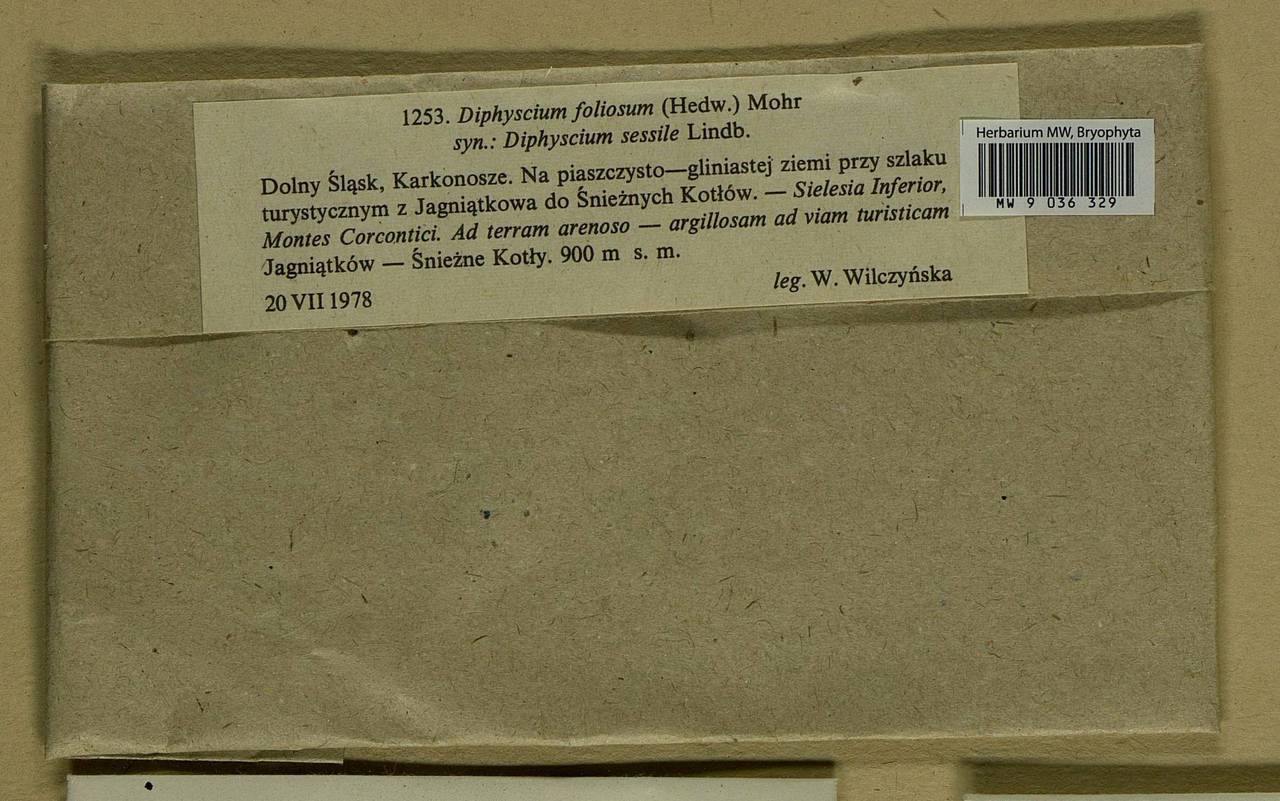 1253. Diphyscium foliosum (Hedw.) Mohr
syn.: Diphyscium sessile Lindb.
Dolny Śląsk, Karkonosze. Na piaszczysto—gliniastej ziemi przy szlaku
turystycznym z Jagniątkowa do Śnieżnych Kotłów. — Sielesia Inferior,
Montes Corcontici. Ad terram arenoso — argillosam ad viam turisticam
Jagniątków — Śnieżne Kotły. 900 m s. m.
20 VII 1978
leg. W. Wilczyńska
Herbarium MW, Bryophyta
MW 9 036 329